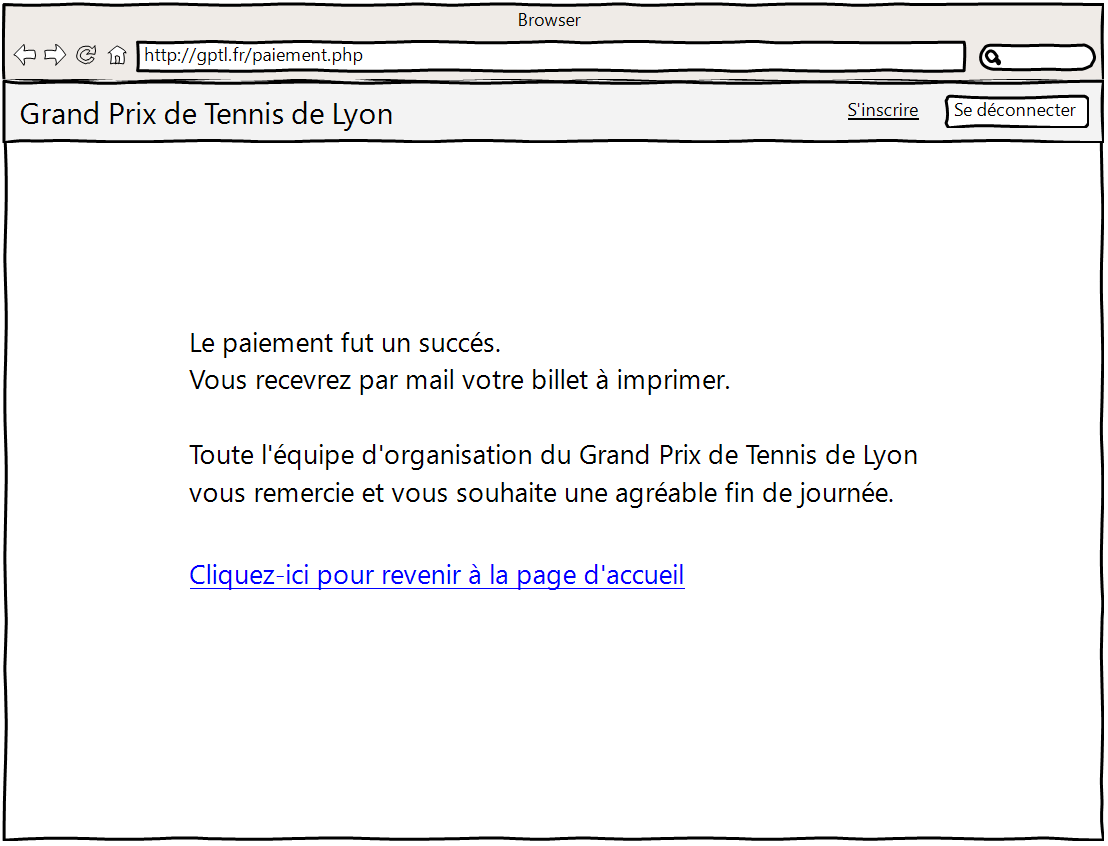 Browser
http://gptl.fr/paiement.php
Grand Prix de Tennis de Lyon
S'inscrire
Se déconnecter
Le paiement fut un succés.
Vous recevrez par mail votre billet à imprimer.
Toute l'équipe d'organisation du Grand Prix de Tennis de Lyon
vous remercie et vous souhaite une agréable fin de journée.
Cliquez-ici pour revenir à la page d'accueil